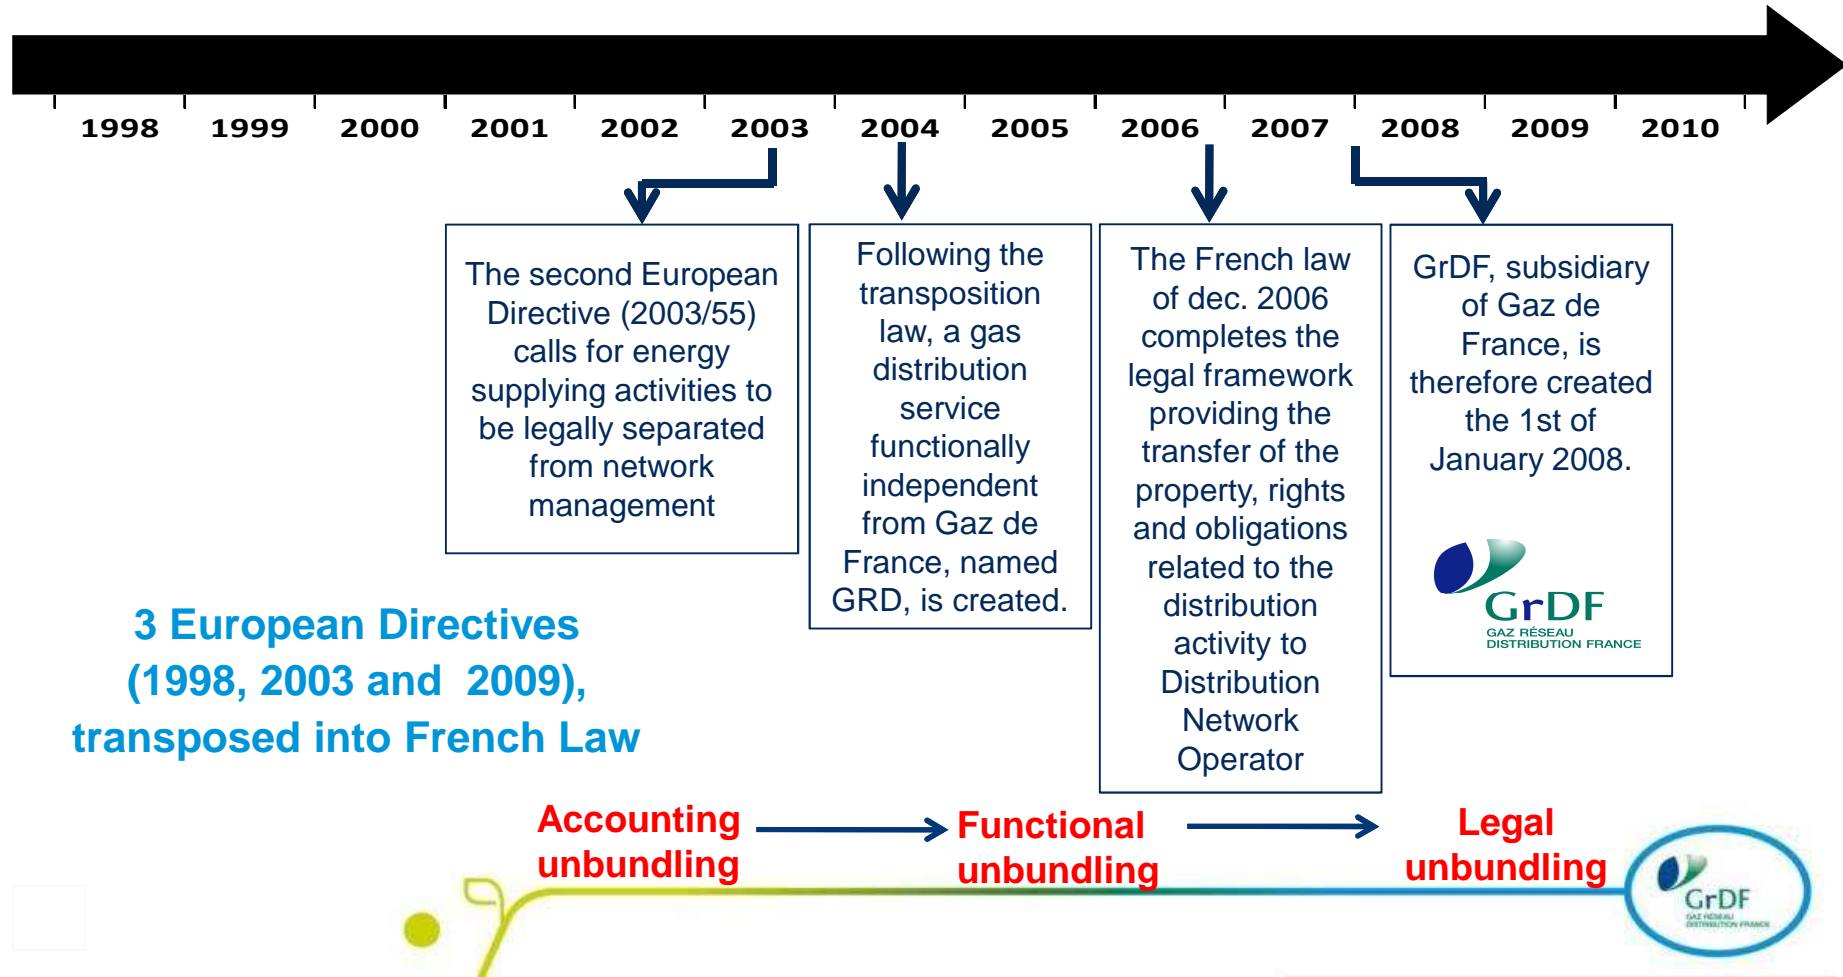 1998 1999 2000 2001 2002 2003 2004 2005 2006 2007 2008 2009 2010
The second European
Directive (2003/55)
calls for energy
supplying activities to
be legally separated
from network
management
Following the
transposition
law, a gas
distribution
service
functionally
independent
from Gaz de
France, named
GRD, is created.
The French law
of dec. 2006
completes the
legal framework
providing the
transfer of the
property, rights
and obligations
related to the
distribution
activity to
Distribution
Network
Operator
GrDF, subsidiary
of Gaz de
France, is
therefore created
the 1st of
January 2008.
GrDF
GAZ RÉSEAU
DISTRIBUTION FRANCE
3 European Directives
(1998, 2003 and 2009),
transposed into French Law
Accounting
unbundling
Functional
unbundling
Legal
unbundling
GrDF
GAZ RÉSEAU
DISTRIBUTION FRANCE